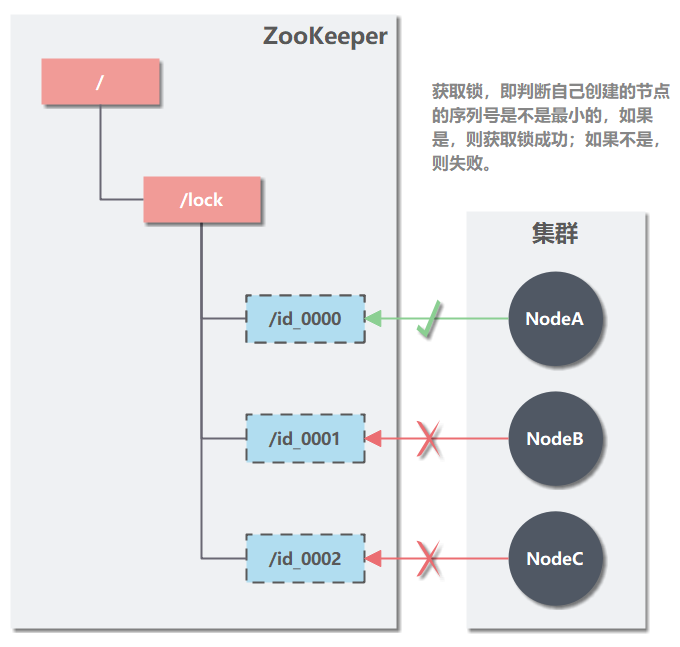 ZooKeeper
/
获取锁，即判断自己创建的节点
的序列号是不是最小的，如果
是，则获取锁成功；如果不是，
则失败。
/lock
集群
/id_0000
NodeA
/id_0001
NodeB
/id_0002
NodeC